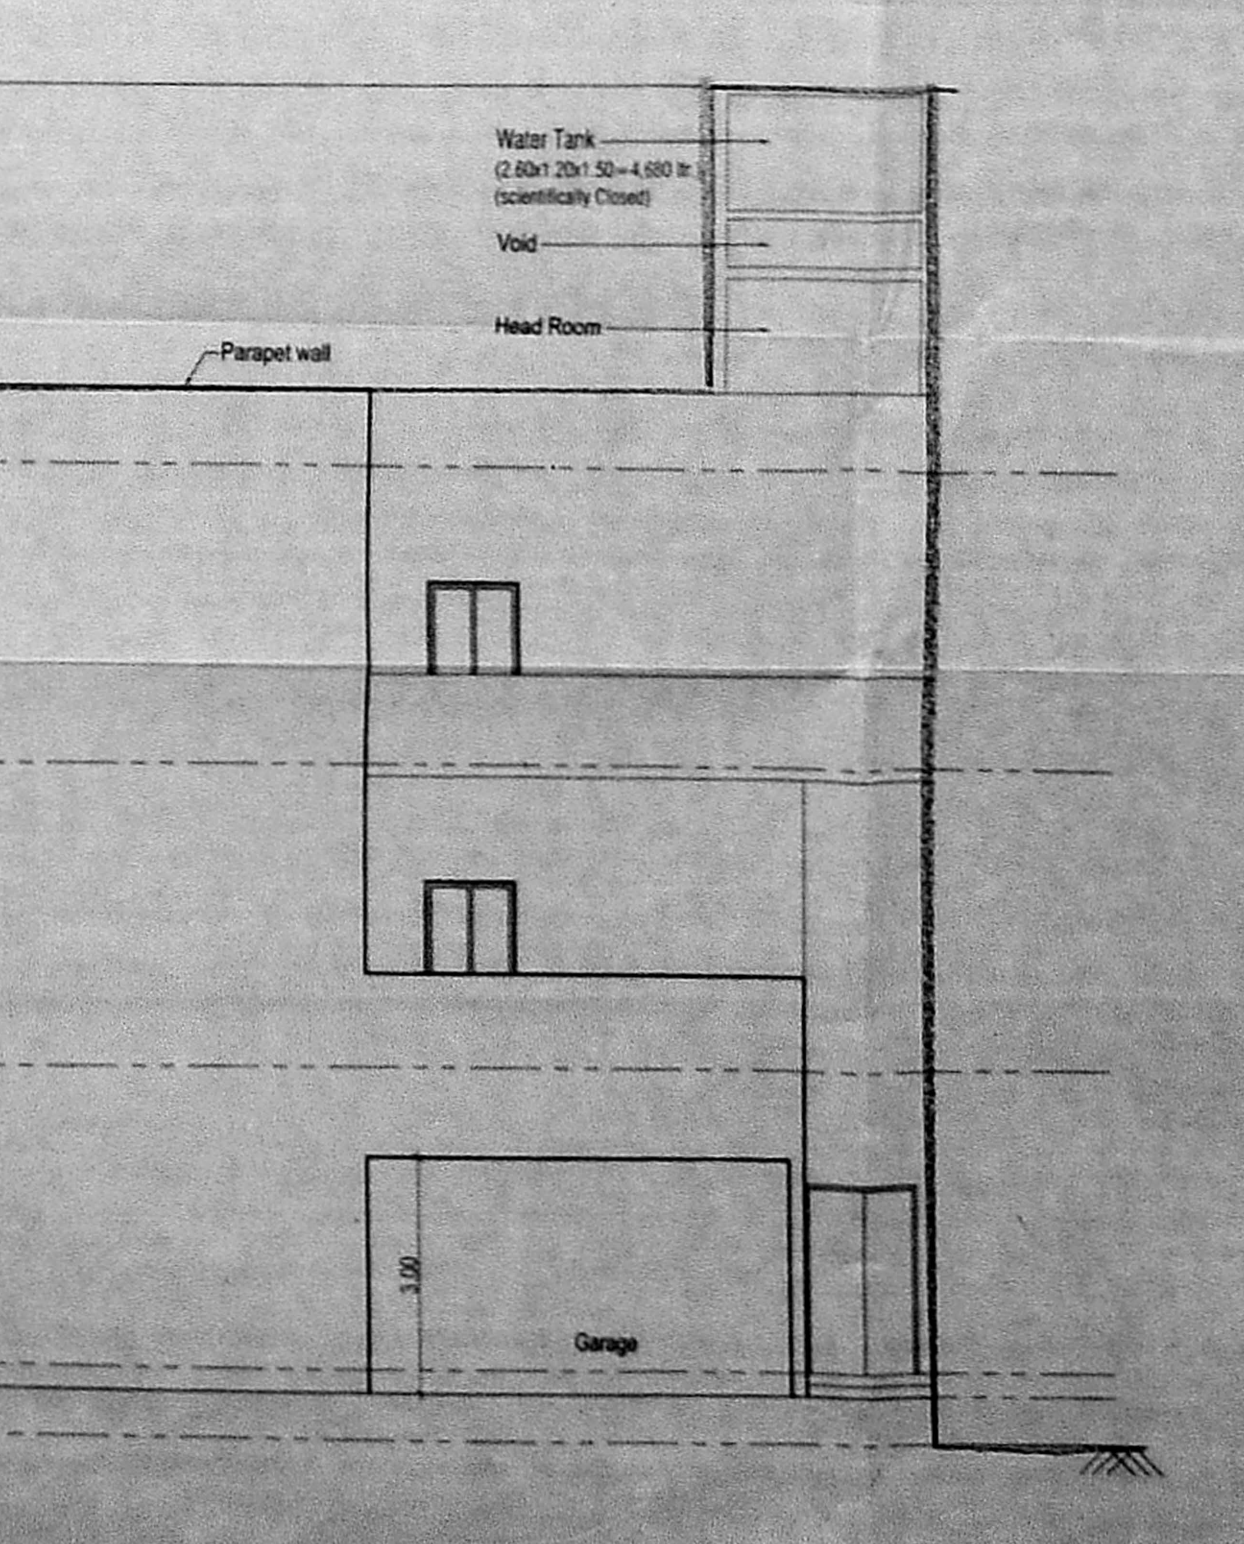 Water Tank
(2.60x1.20x1.50=4,680 ltr.)
(scientifically Closed)
Void
Head Room
Parapet wall
3.00
Garage